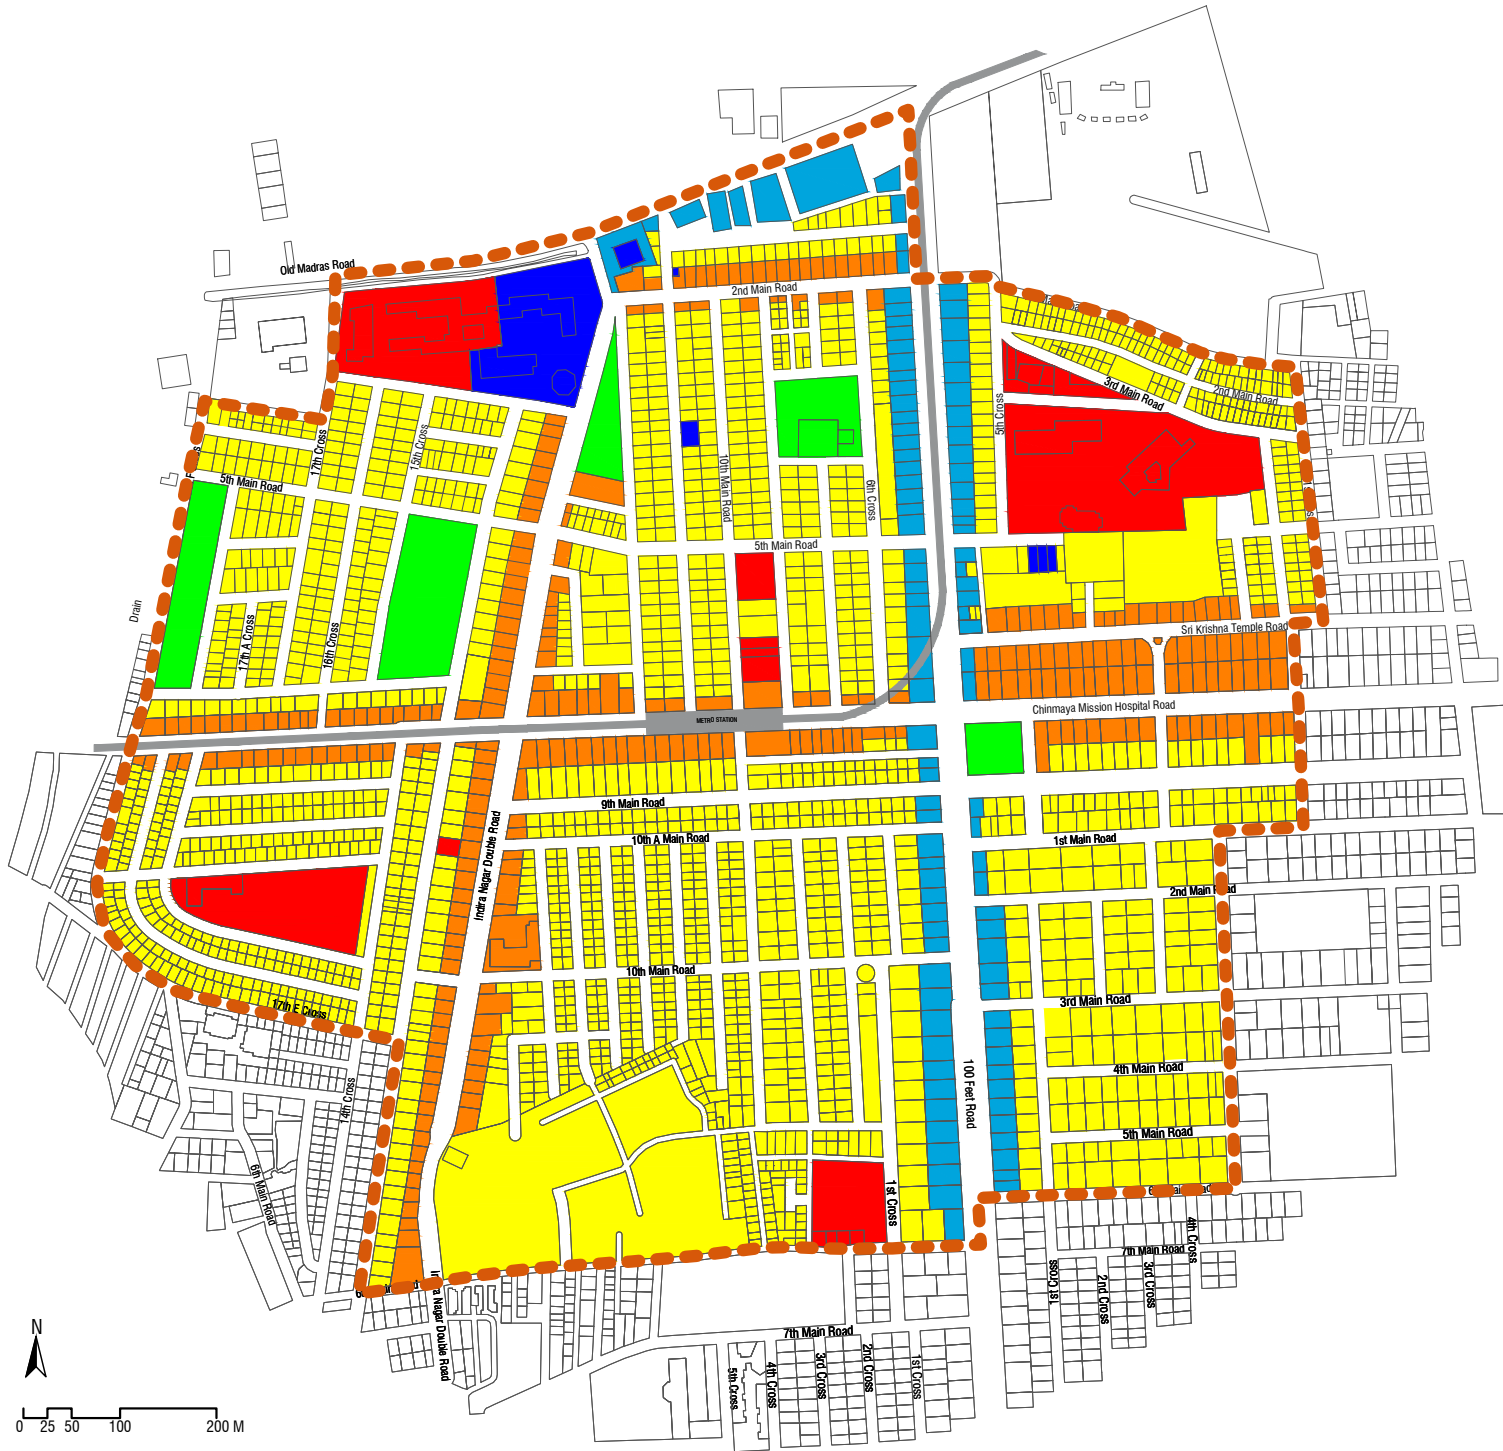 Old Madras Road
2nd Main Road
3rd Main Road
2nd Main Road
5th Cross
17th Cross
15th Cross
5th Main Road
10th Main Road
6th Cross
5th Main Road
Drain
17th A Cross
16th Cross
Sri Krishna Temple Road
Chinmaya Mission Hospital Road
METRO STATION
9th Main Road
10th A Main Road
Indira Nagar Double Road
1st Main Road
2nd Main Road
10th Main Road
3rd Main Road
17th E Cross
14th Cross
100 Feet Road
4th Main Road
5th Main Road
6th Main Road
1st Cross
4th Cross
7th Main Road
1st Cross
2nd Cross
3rd Cross
Indira Nagar Double Road
7th Main Road
5th Cross
4th Cross
3rd Cross
2nd Cross
1st Cross
N
0 25 50 100 200 M